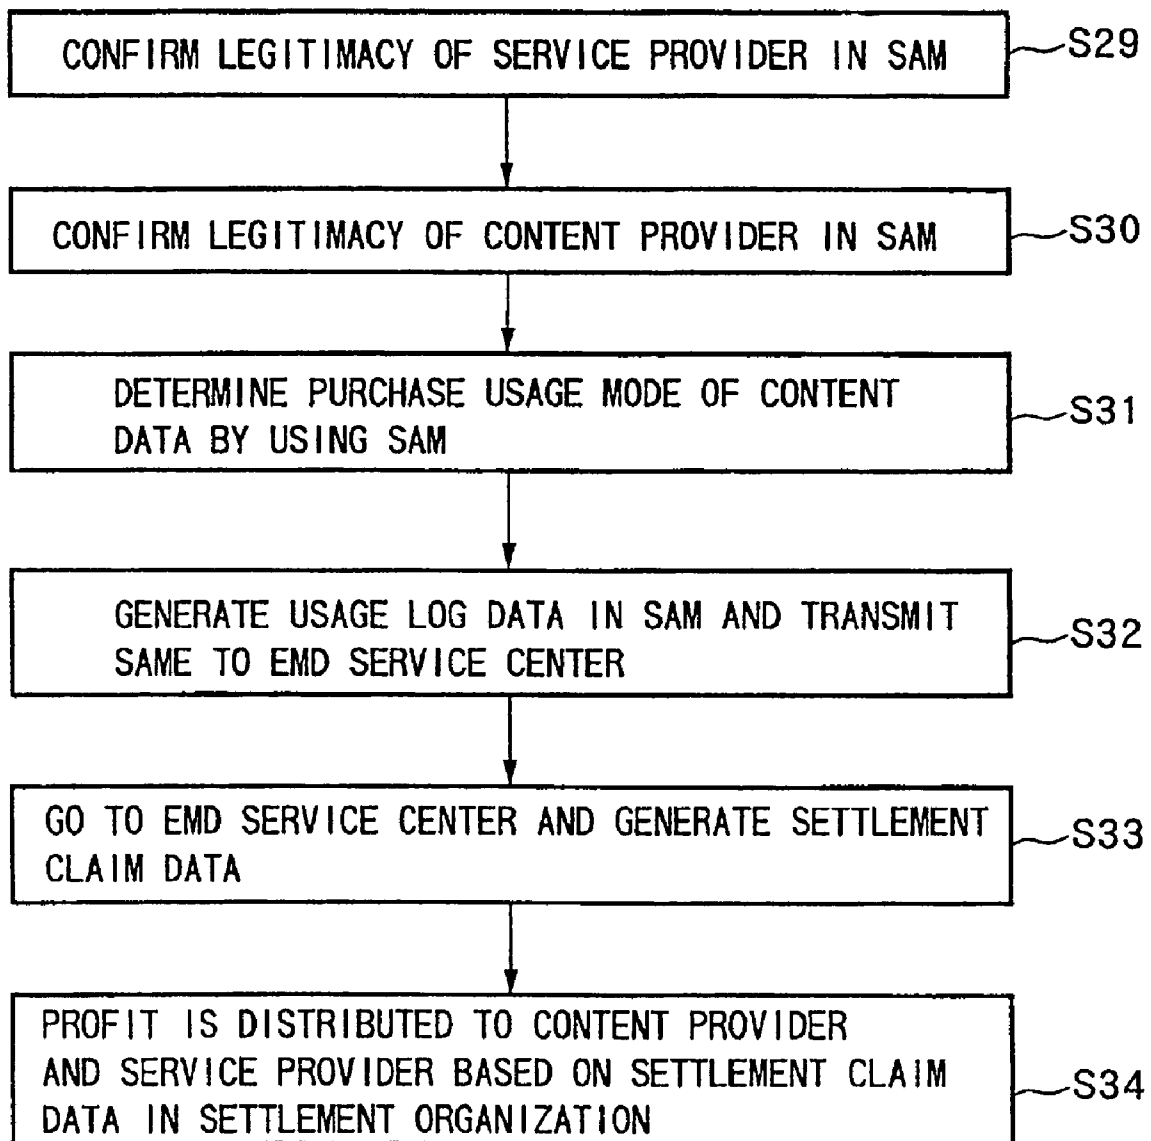 CONFIRM LEGITIMACY OF SERVICE PROVIDER IN SAM
S29
CONFIRM LEGITIMACY OF CONTENT PROVIDER IN SAM
S30
DETERMINE PURCHASE USAGE MODE OF CONTENT
DATA BY USING SAM
S31
GENERATE USAGE LOG DATA IN SAM AND TRANSMIT
SAME TO EMD SERVICE CENTER
S32
GO TO EMD SERVICE CENTER AND GENERATE SETTLEMENT
CLAIM DATA
S33
PROFIT IS DISTRIBUTED TO CONTENT PROVIDER
AND SERVICE PROVIDER BASED ON SETTLEMENT CLAIM
DATA IN SETTLEMENT ORGANIZATION
S34